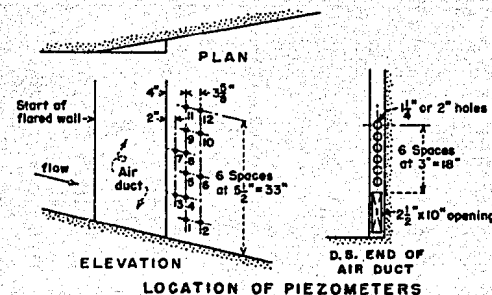 PLAN
Start of
flared wall
flow
Air
duct
4"
2"
3 5/8"
11
12
9
10
7
8
5
6
3
4
1
2
6 Spaces
at 5 1/2" = 33"
ELEVATION
1 1/4" or 2" holes
6 Spaces
at 3" = 18"
2 1/2" x 10" opening
D.S. END OF
AIR DUCT
LOCATION OF PIEZOMETERS